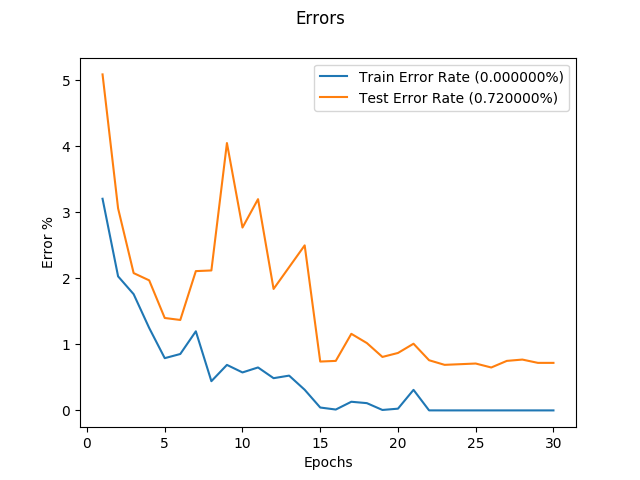 Errors
Train Error Rate (0.000000%)
Test Error Rate (0.720000%)
Error %
5
4
3
2
1
0
0 5 10 15 20 25 30
Epochs